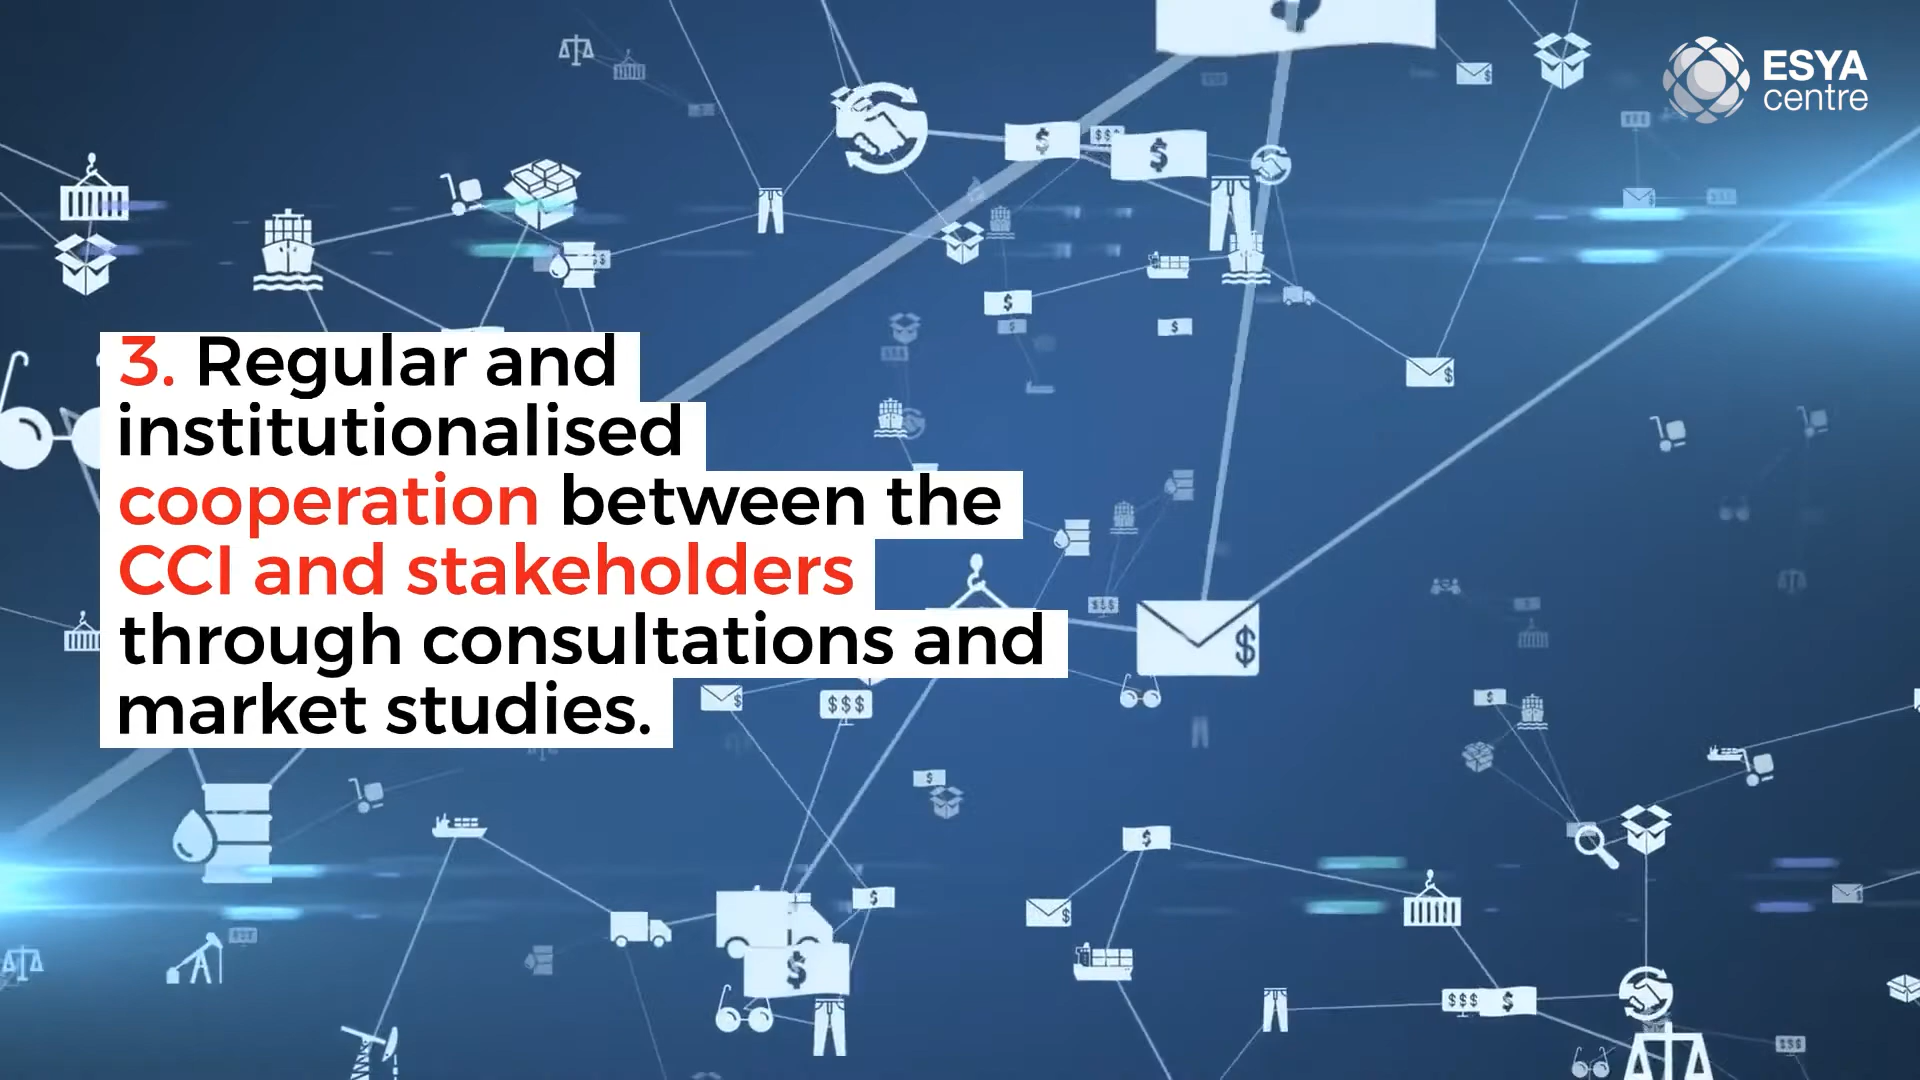 ESYA
centre
3. Regular and
institutionalised
cooperation between the
CCI and stakeholders
through consultations and
market studies.